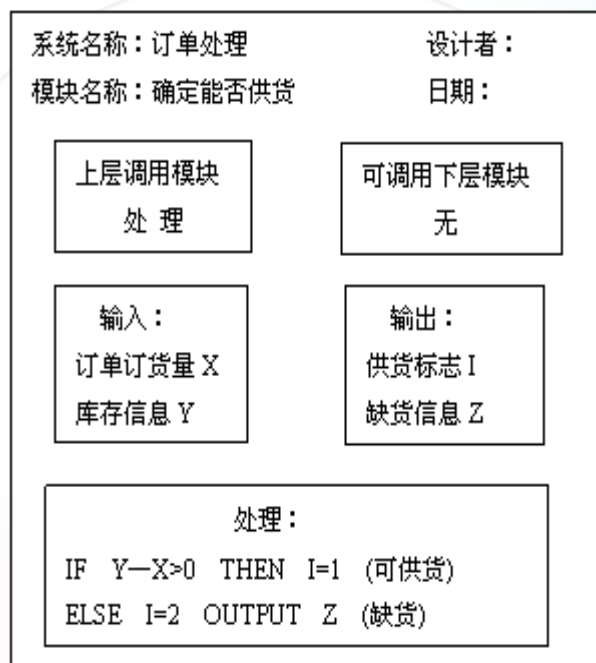 系统名称：订单处理 设计者：
模块名称：确定能否供货 日期：
上层调用模块
处 理
可调用下层模块
无
输入：
订单订货量 X
库存信息 Y
输出：
供货标志 I
缺货信息 Z
处理：
IF Y—X>0 THEN I=1 (可供货)
ELSE I=2 OUTPUT Z (缺货)